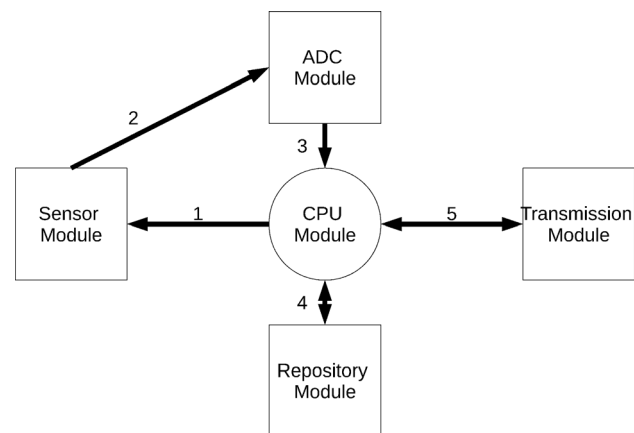 ADC
Module
2
3
Sensor
Module
1
CPU
Module
5
Transmission
Module
4
Repository
Module